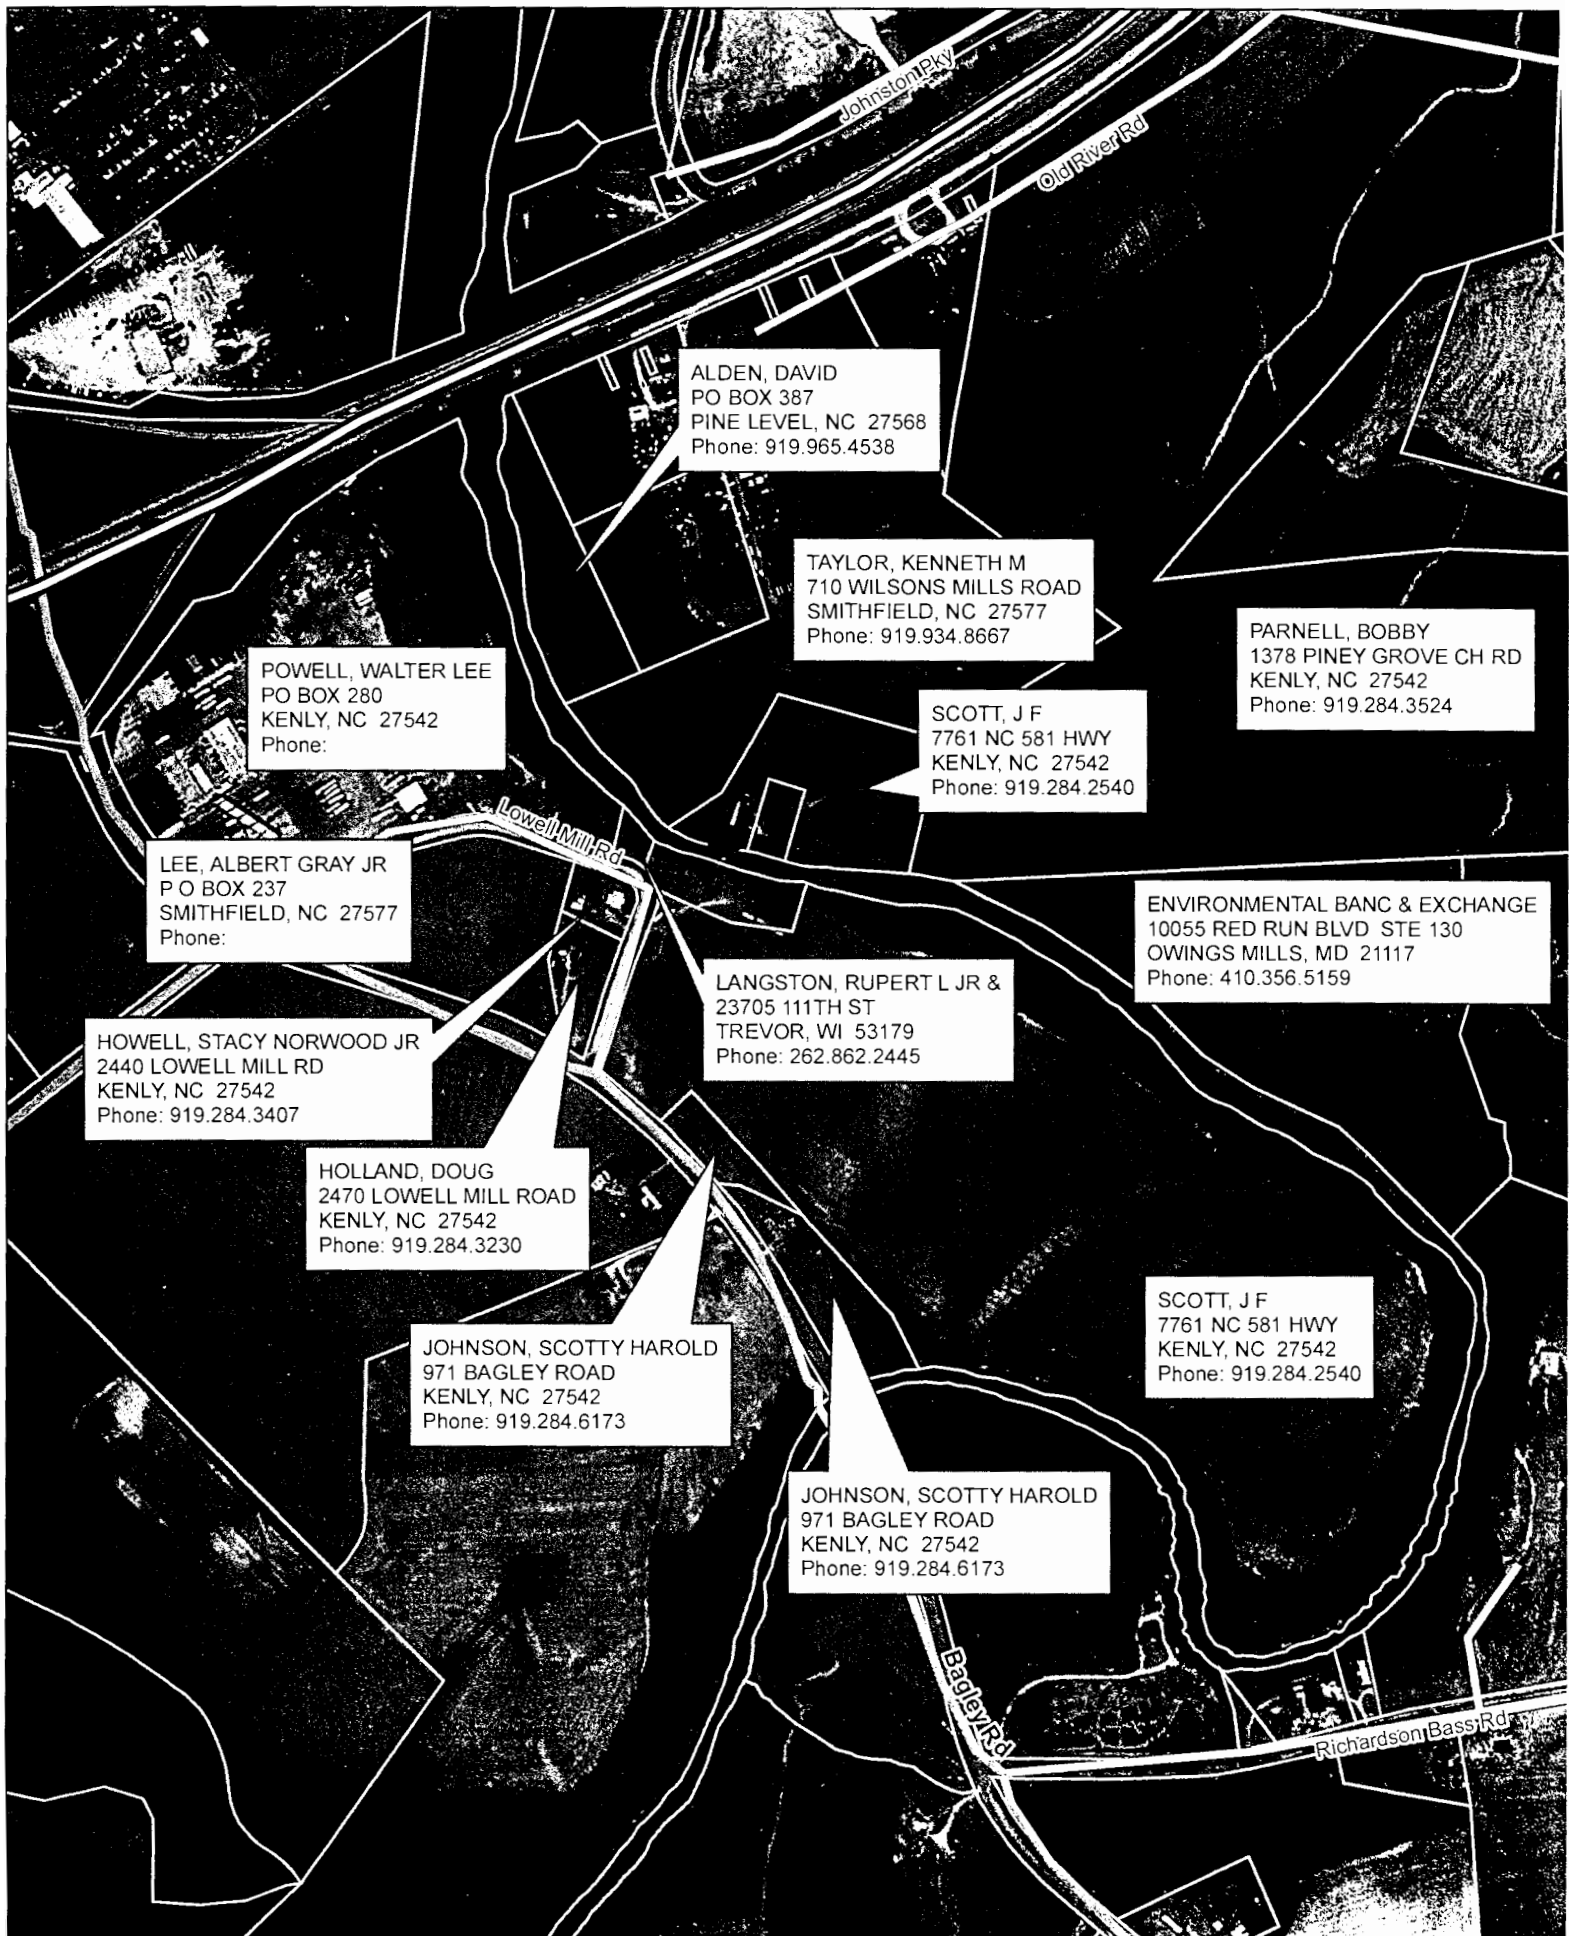 Johnston Pky
Old River Rd
ALDEN, DAVID
PO BOX 387
PINE LEVEL, NC 27568
Phone: 919.965.4538
TAYLOR, KENNETH M
710 WILSONS MILLS ROAD
SMITHFIELD, NC 27577
Phone: 919.934.8667
PARNELL, BOBBY
1378 PINEY GROVE CH RD
KENLY, NC 27542
Phone: 919.284.3524
POWELL, WALTER LEE
PO BOX 280
KENLY, NC 27542
Phone:
SCOTT, J F
7761 NC 581 HWY
KENLY, NC 27542
Phone: 919.284.2540
Lowell Mill Rd
LEE, ALBERT GRAY JR
P O BOX 237
SMITHFIELD, NC 27577
Phone:
ENVIRONMENTAL BANC & EXCHANGE
10055 RED RUN BLVD STE 130
OWINGS MILLS, MD 21117
Phone: 410.356.5159
LANGSTON, RUPERT L JR &
23705 111TH ST
TREVOR, WI 53179
Phone: 262.862.2445
HOWELL, STACY NORWOOD JR
2440 LOWELL MILL RD
KENLY, NC 27542
Phone: 919.284.3407
HOLLAND, DOUG
2470 LOWELL MILL ROAD
KENLY, NC 27542
Phone: 919.284.3230
SCOTT, J F
7761 NC 581 HWY
KENLY, NC 27542
Phone: 919.284.2540
JOHNSON, SCOTTY HAROLD
971 BAGLEY ROAD
KENLY, NC 27542
Phone: 919.284.6173
JOHNSON, SCOTTY HAROLD
971 BAGLEY ROAD
KENLY, NC 27542
Phone: 919.284.6173
Bagley Rd
Richardson Bass Rd